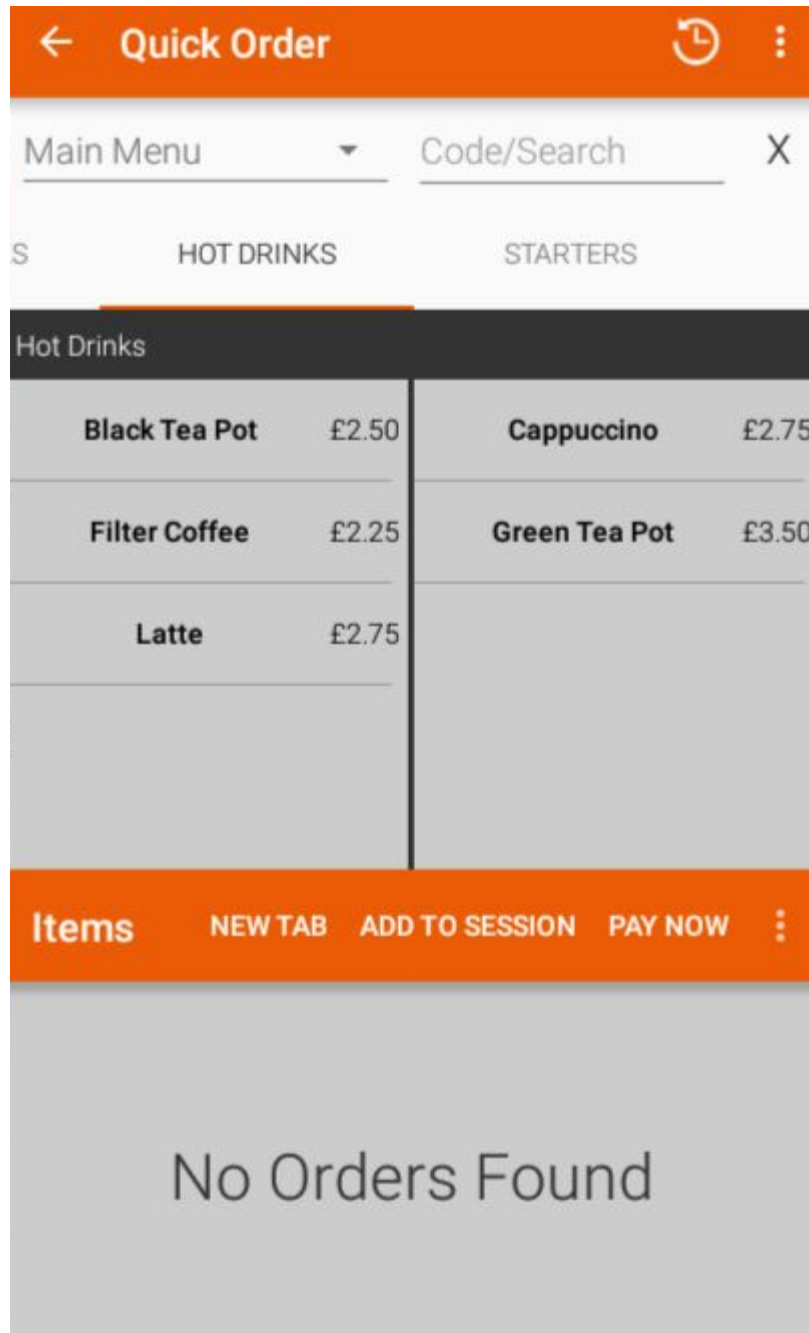 Quick Order
Main Menu Code/Search X
S HOT DRINKS STARTERS
Hot Drinks
Black Tea Pot £2.50 Cappuccino £2.75
Filter Coffee £2.25 Green Tea Pot £3.50
Latte £2.75
Items NEW TAB ADD TO SESSION PAY NOW
No Orders Found